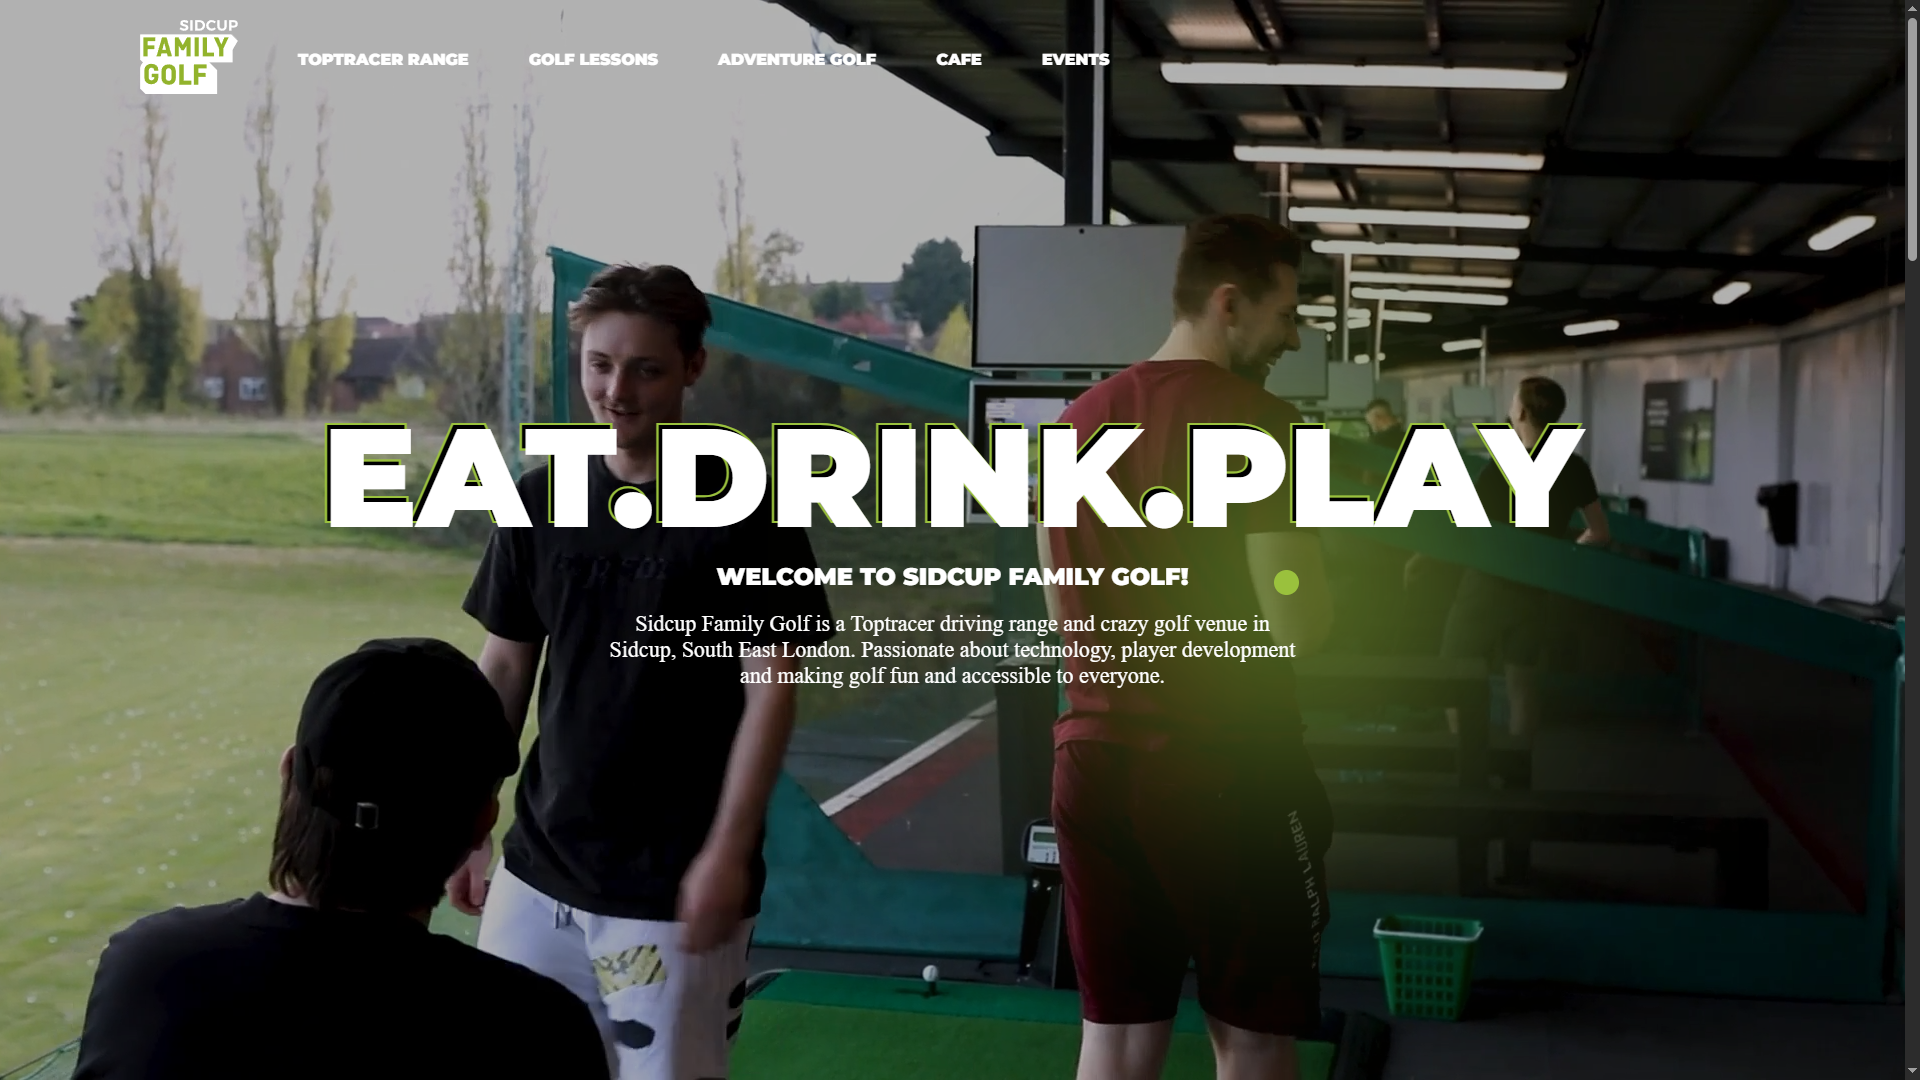 SIDCUP
FAMILY
GOLF
TOPTRACER RANGE
GOLF LESSONS
ADVENTURE GOLF
CAFE
EVENTS
EAT.DRINK.PLAY
WELCOME TO SIDCUP FAMILY GOLF!
Sidcup Family Golf is a Toptracer driving range and crazy golf venue in
Sidcup, South East London. Passionate about technology, player development
and making golf fun and accessible to everyone.
RALPH LAUREN